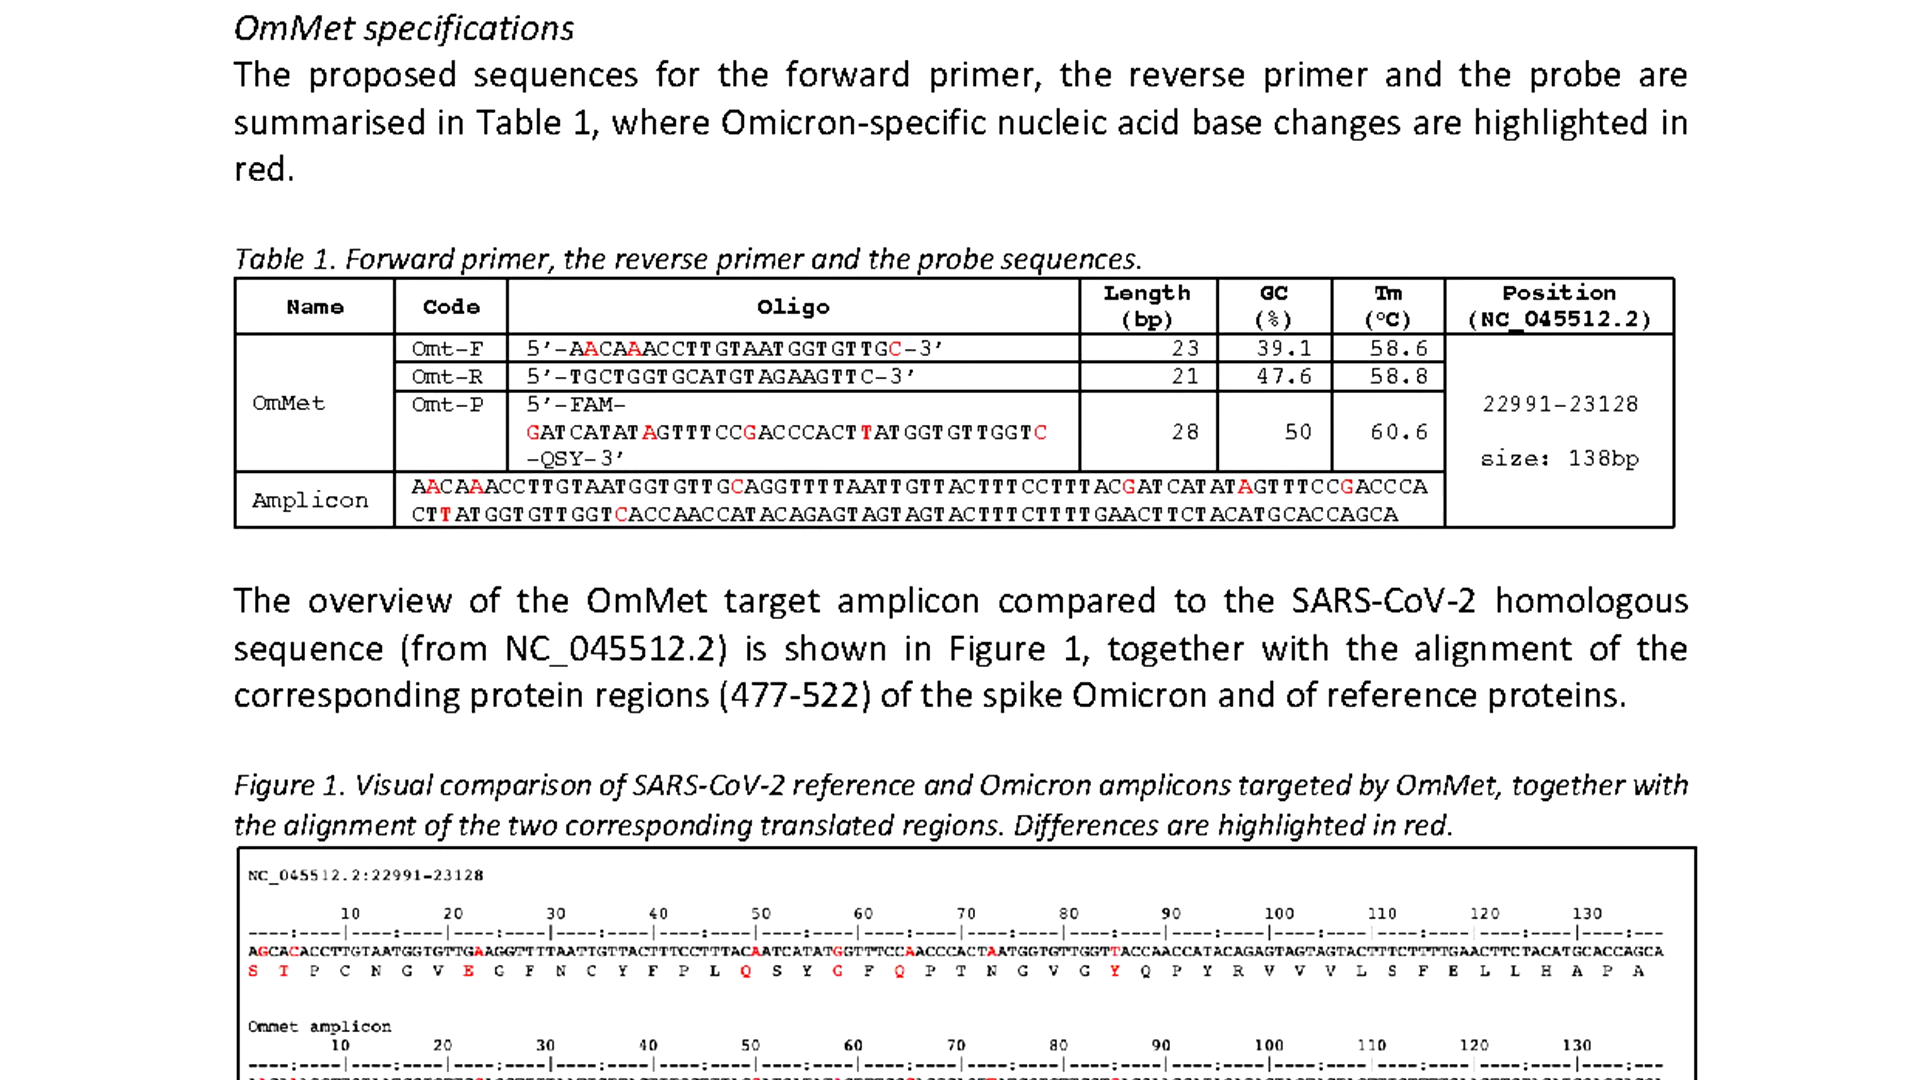 OmMet specifications
The proposed sequences for the forward primer, the reverse primer and the probe are
summarised in Table 1, where Omicron-specific nucleic acid base changes are highlighted in
red.
Table 1. Forward primer, the reverse primer and the probe sequences.
Name Code Oligo Length (bp) GC (%) Tm (°C) Position (NC_045512.2)
OmMet
Omt-F 5’-AACAAACCTTGTAATGGTGTTGC-3’ 23 39.1 58.6
Omt-R 5’-TGCTGGTGCATGTAGAAGTTC-3’ 21 47.6 58.8
Omt-P 5’-FAM-
GATCATATAGTTTCCGACCCACTTATGGTGTTGGTC 28 50 60.6
-QSY-3’
22991-23128
size: 138bp
Amplicon
AACAAACCTTGTAATGGTGTTGCAGGTTTTAATTGTTACTTTCCTTTACGATCATATAGTTTCCGACCCA
CTTATGGTGTTGGTCACCAACCATACAGAGTAGTAGTACTTTCTTTTGAACTTCTACATGCACCAGCA
The overview of the OmMet target amplicon compared to the SARS-CoV-2 homologous
sequence (from NC_045512.2) is shown in Figure 1, together with the alignment of the
corresponding protein regions (477-522) of the spike Omicron and of reference proteins.
Figure 1. Visual comparison of SARS-CoV-2 reference and Omicron amplicons targeted by OmMet, together with
the alignment of the two corresponding translated regions. Differences are highlighted in red.
NC_045512.2:22991-23128
10 20 30 40 50 60 70 80 90 100 110 120 130
----:----|----:----|----:----|----:----|----:----|----:----|----:----|----:----|----:----|----:----|----:----|----:----|----:----|----:---
AGCACACCTTGTAATGGTGTTGAAGGTTTTAATTGTTACTTTCCTTTACAATCATATGGTTTCCAACCCACTAATGGTGTTGGTTACCAACCATACAGAGTAGTAGTACTTTCTTTTGAACTTCTACATGCACCAGCA
S T P C N G V E G F N C Y F P L Q S Y G F Q P T N G V G Y Q P Y R V V V L S F E L L H A P A
Ommet amplicon
10 20 30 40 50 60 70 80 90 100 110 120 130
----:----|----:----|----:----|----:----|----:----|----:----|----:----|----:----|----:----|----:----|----:----|----:----|----:----|----:---